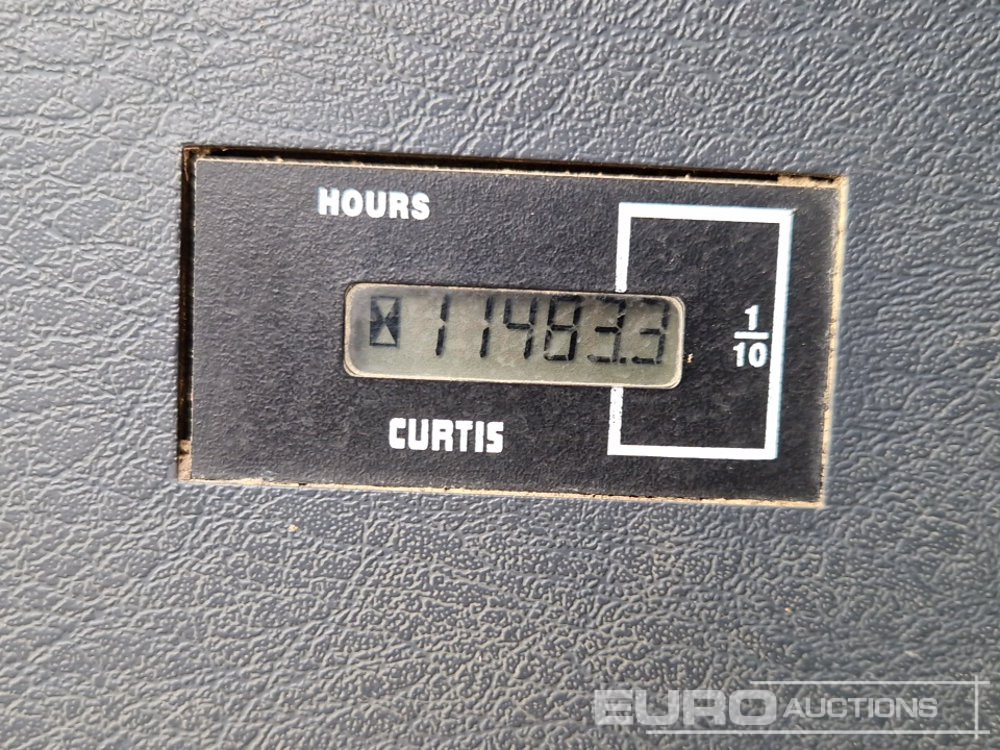 HOURS
11483.3
1
10
CURTIS
EURO AUCTIONS